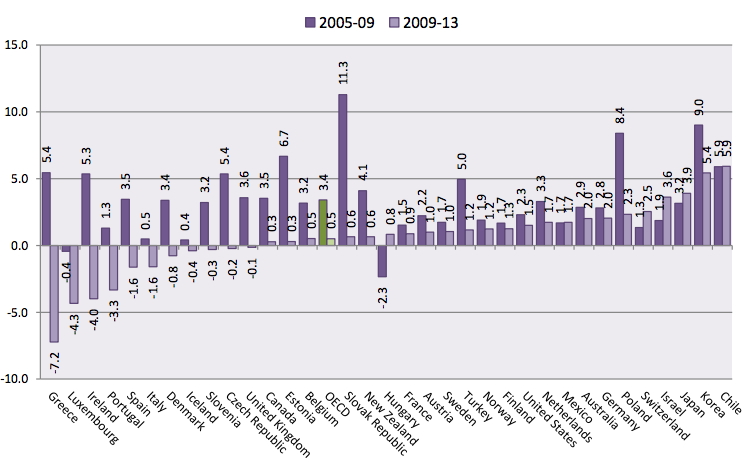 2005-09 2009-13
15.0
10.0
5.0
0.0
-5.0
-10.0
5.4 -7.2
-0.4 -4.3
5.3 -4.0
1.3 -3.3
3.5 -1.6
0.5 -1.6
3.4 -0.8
0.4 -0.4
3.2 -0.3
5.4 -0.2
3.6 -0.1
3.5 0.3
6.7 0.3
3.2 0.5
3.4 0.5
11.3 0.6
4.1 0.6
-2.3 0.8
1.5 0.9
2.2 1.0
1.7 1.0
5.0 1.2
1.9 1.2
1.7 1.3
2.3 1.5
3.3 1.7
1.7 1.7
2.9 2.0
2.8 2.0
8.4 2.3
1.3 2.5
1.9 3.6
3.2 3.9
9.0 5.4
5.9 5.9
Greece
Luxembourg
Ireland
Portugal
Spain
Italy
Denmark
Iceland
Slovenia
Czech Republic
United Kingdom
Canada
Estonia
Belgium
OECD
Slovak Republic
New Zealand
Hungary
France
Austria
Sweden
Turkey
Norway
Finland
United States
Netherlands
Mexico
Australia
Germany
Poland
Switzerland
Israel
Japan
Korea
Chile